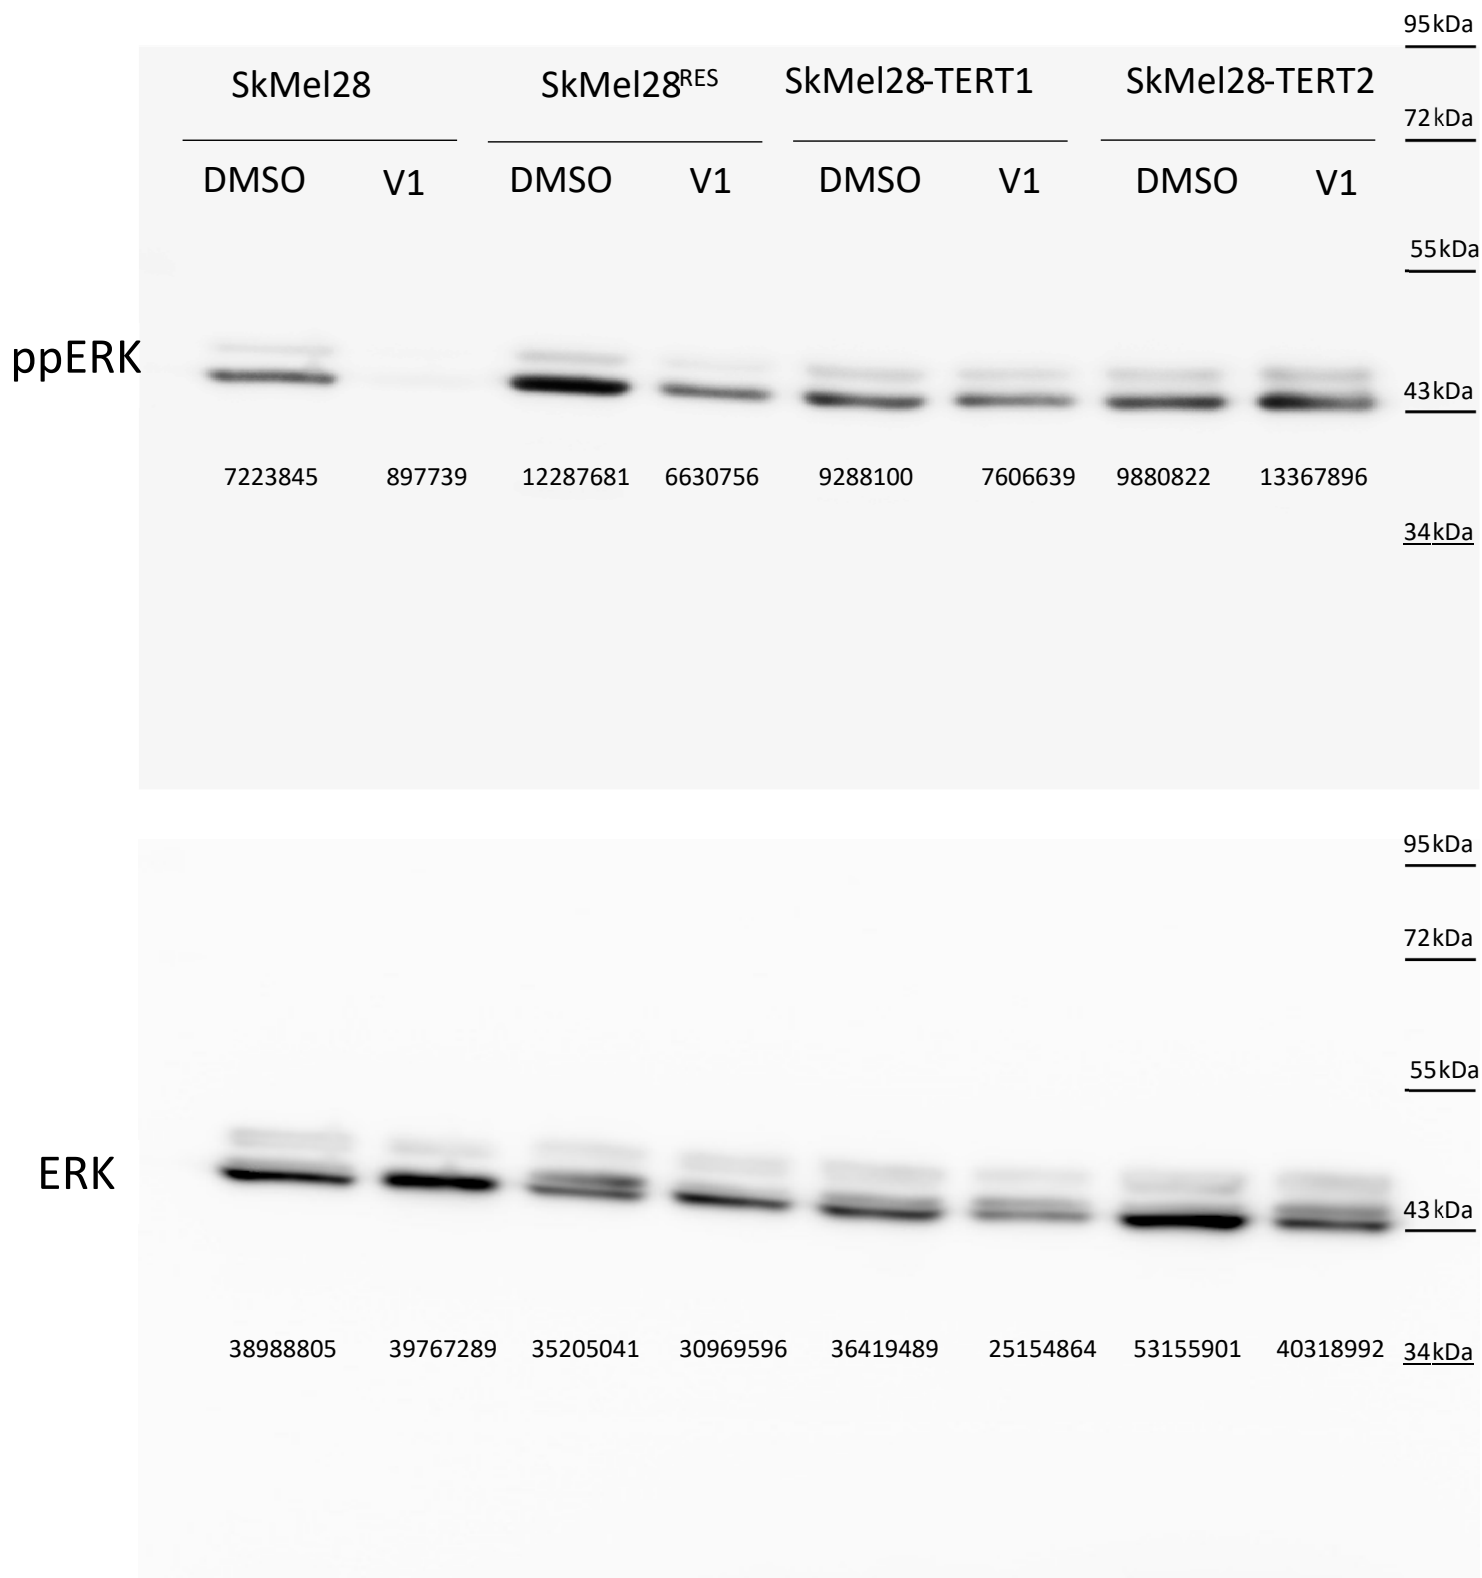 95kDa
SkMel28 SkMel28RES SkMel28-TERT1 SkMel28-TERT2
72kDa
DMSO V1 DMSO V1 DMSO V1 DMSO V1
55kDa
ppERK
43kDa
7223845 897739 12287681 6630756 9288100 7606639 9880822 13367896
34kDa
95kDa
72kDa
55kDa
ERK
43kDa
38988805 39767289 35205041 30969596 36419489 25154864 53155901 40318992 34kDa